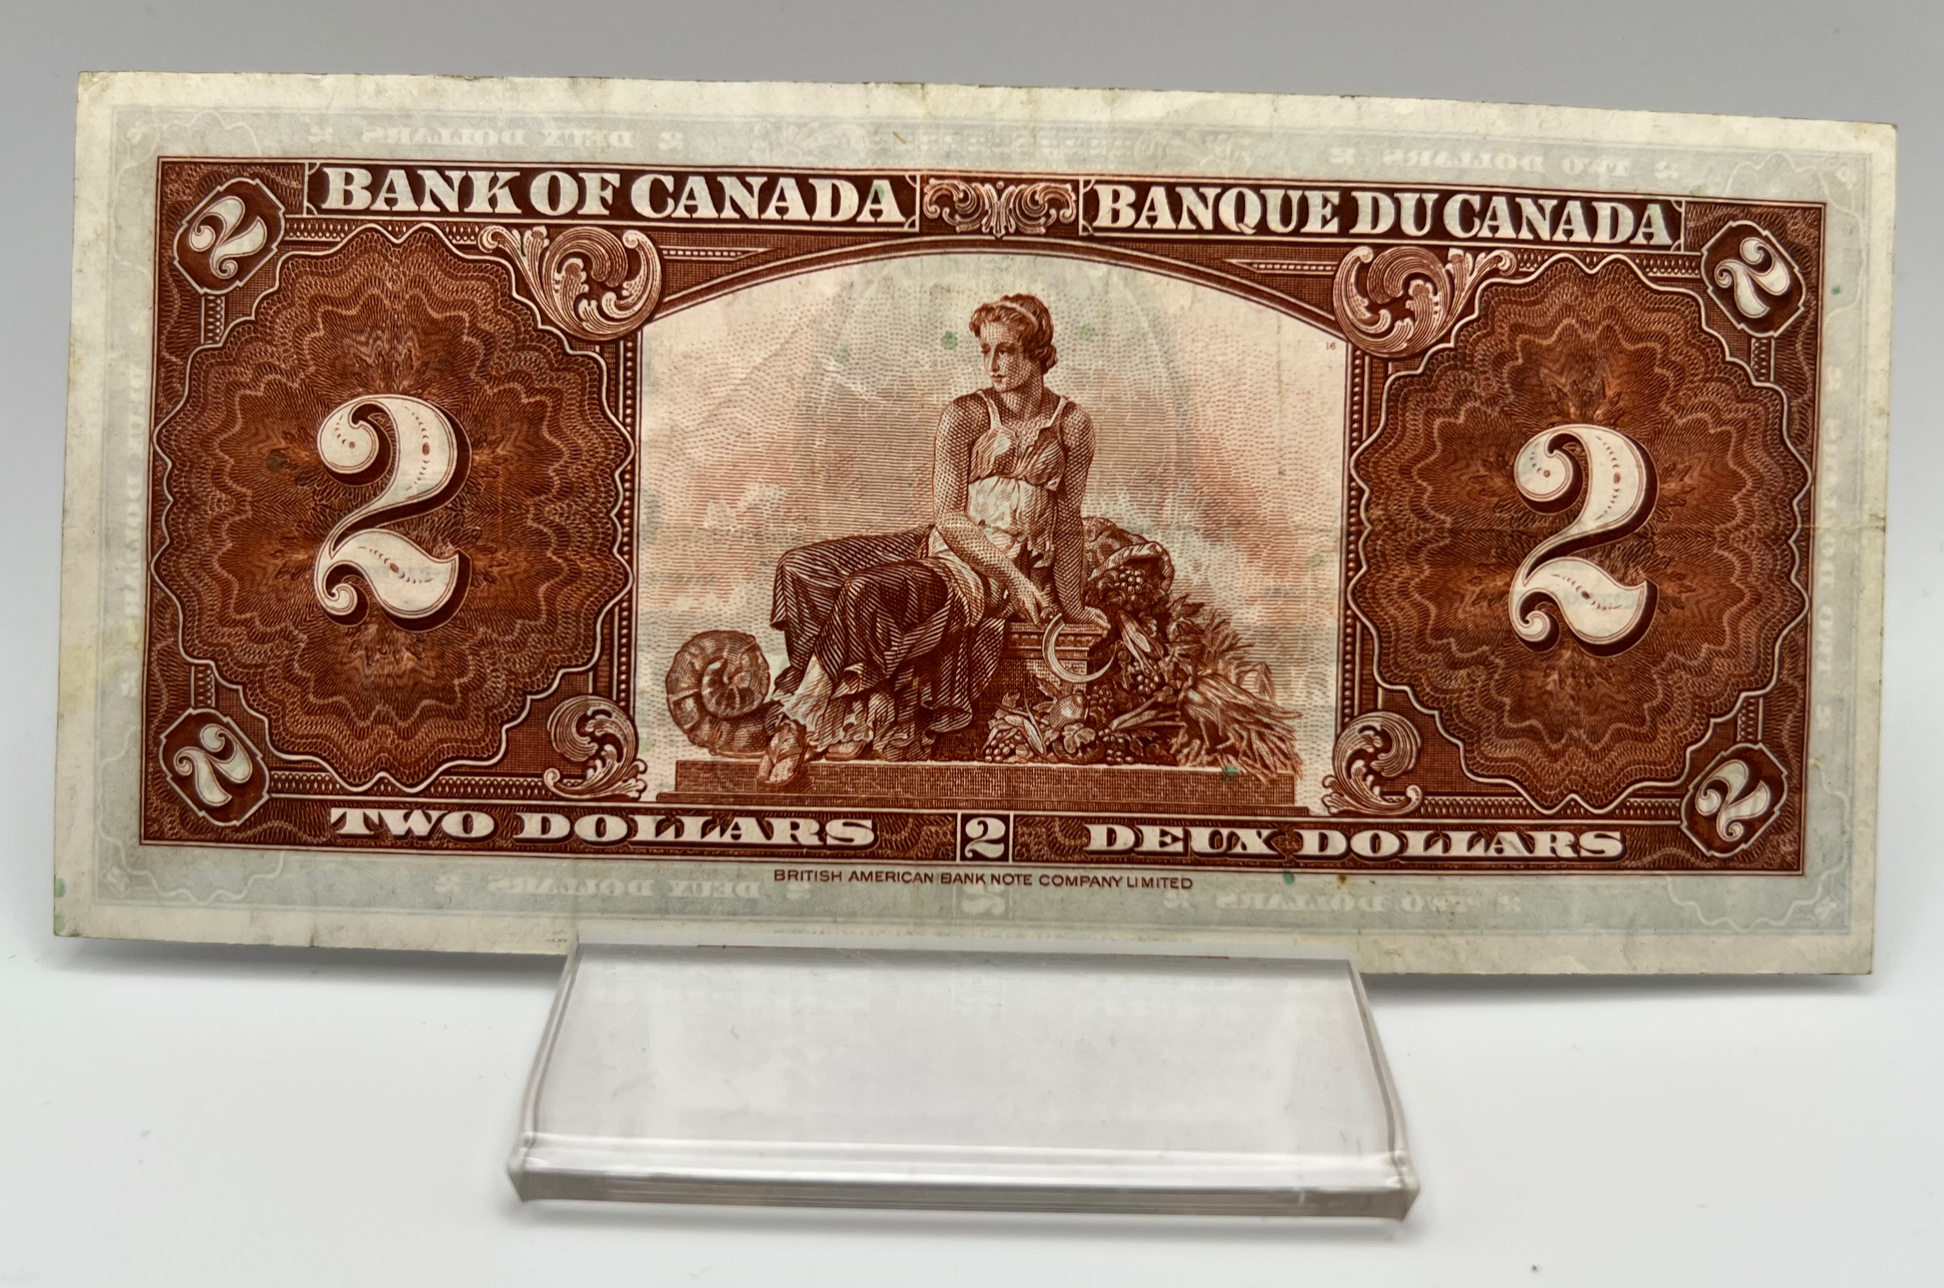 BANK OF CANADA BANQUE DU CANADA
2 2
16
2 2
2 2
TWO DOLLARS 2 DEUX DOLLARS
BRITISH AMERICAN BANK NOTE COMPANY LIMITED